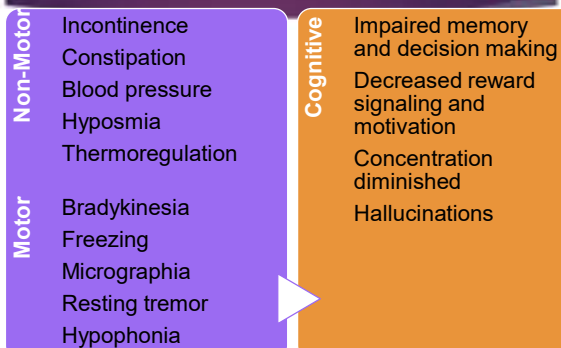 Non-Motor
Incontinence
Constipation
Blood pressure
Hyposmia
Thermoregulation
Motor
Bradykinesia
Freezing
Micrographia
Resting tremor
Hypophonia
Cognitive
Impaired memory
and decision making
Decreased reward
signaling and
motivation
Concentration
diminished
Hallucinations